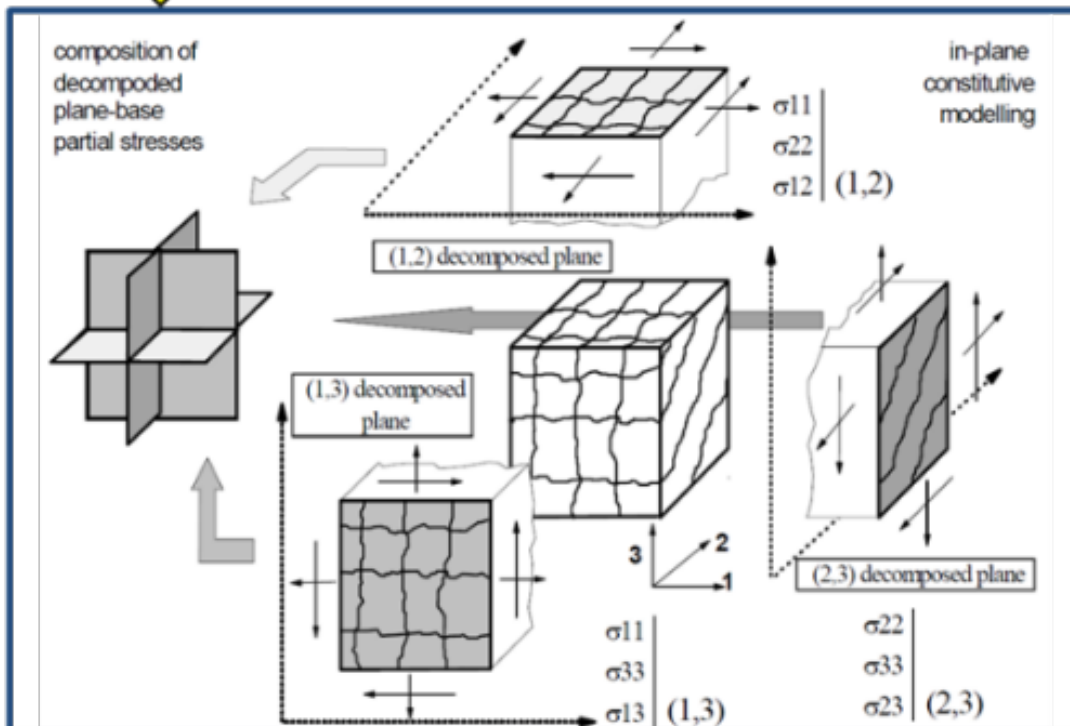 composition of
decompoded
plane-base
partial stresses
in-plane
constitutive
modelling
σ11
σ22
σ12 (1,2)
(1,2) decomposed plane
(1,3) decomposed
plane
3
2
1
(2,3) decomposed plane
σ11
σ33
σ13 (1,3)
σ22
σ33
σ23 (2,3)